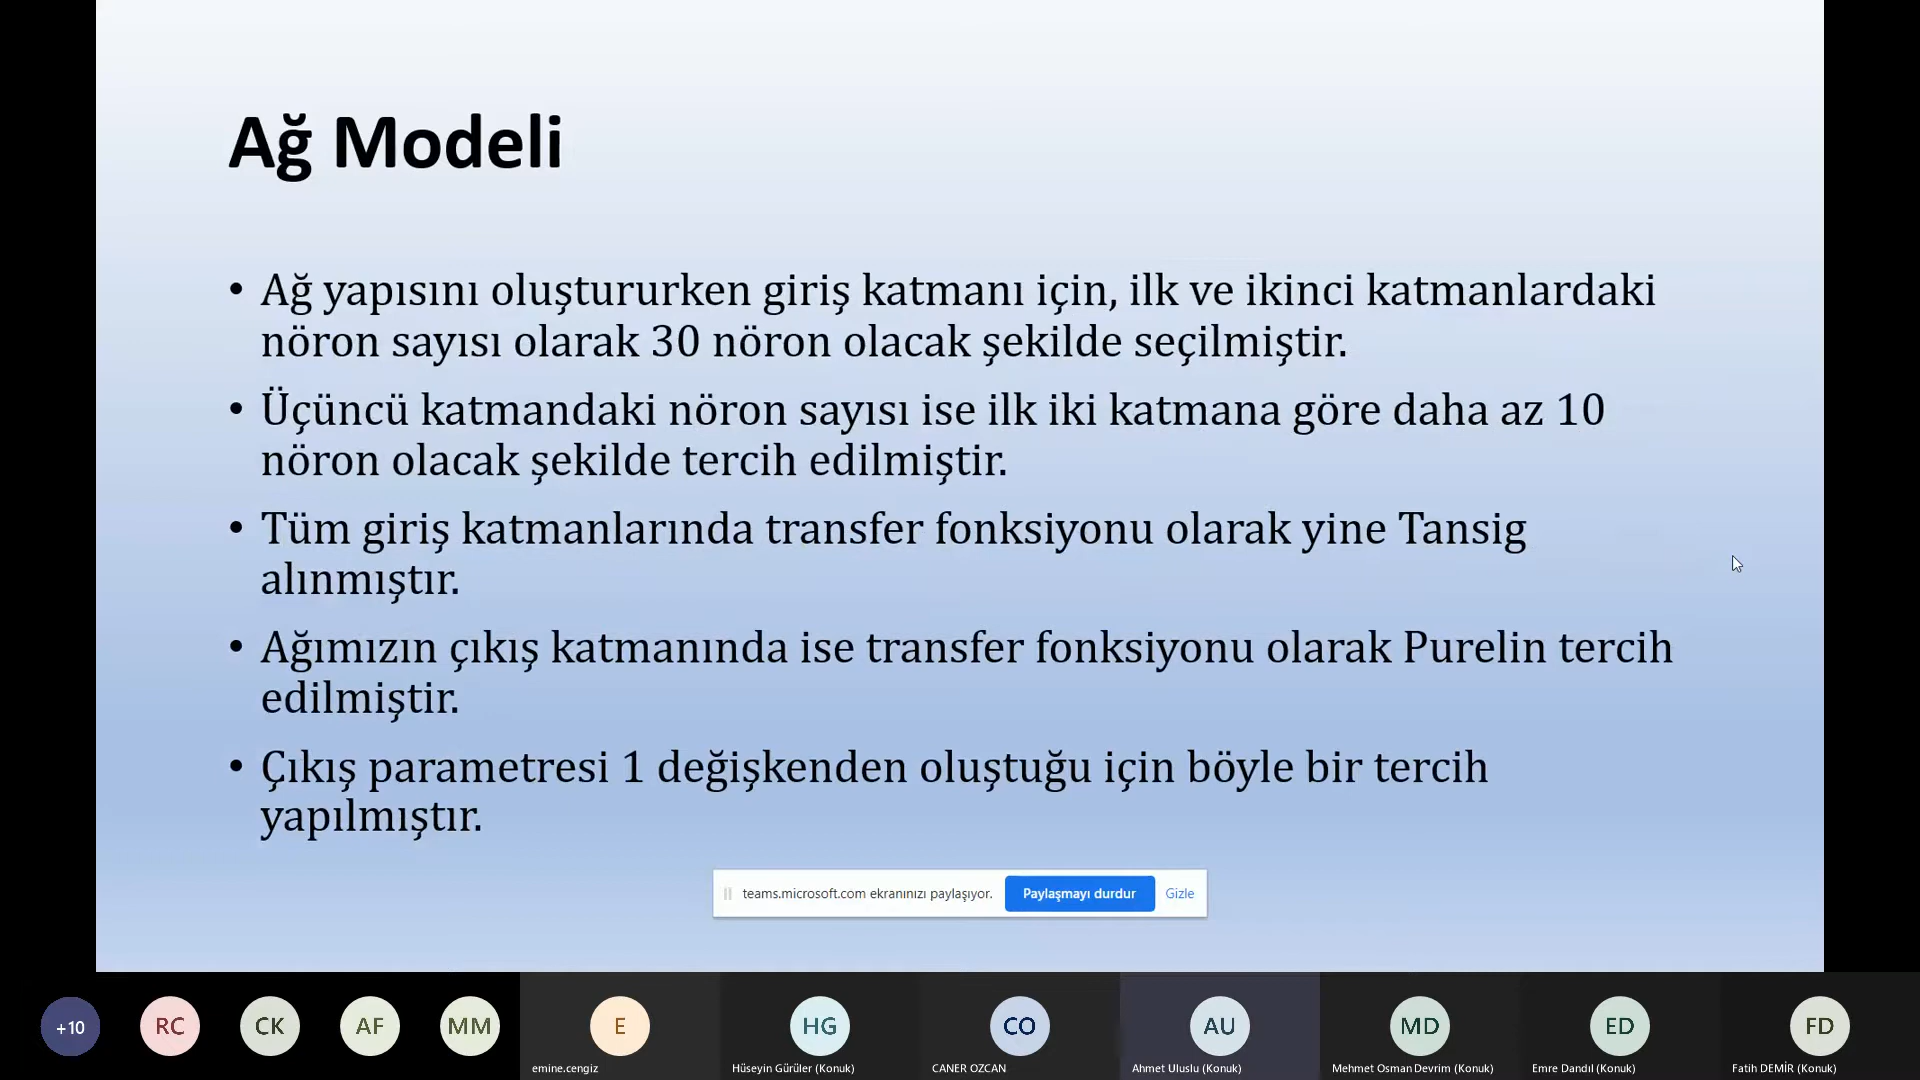 Ağ Modeli
• Ağ yapısını oluştururken giriş katmanı için, ilk ve ikinci katmanlardaki
nöron sayısı olarak 30 nöron olacak şekilde seçilmiştir.
• Üçüncü katmandaki nöron sayısı ise ilk iki katmana göre daha az 10
nöron olacak şekilde tercih edilmiştir.
• Tüm giriş katmanlarında transfer fonksiyonu olarak yine Tansig
alınmıştır.
• Ağımızın çıkış katmanında ise transfer fonksiyonu olarak Purelin tercih
edilmiştir.
• Çıkış parametresi 1 değişkenden oluştuğu için böyle bir tercih
yapılmıştır.
teams.microsoft.com ekranınızı paylaşıyor. Paylaşmayı durdur Gizle
+10 RC CK AF MM E HG CO AU MD ED FD
emine.cengiz Hüseyin Gürüler (Konuk) CANER OZCAN Ahmet Uluslu (Konuk) Mehmet Osman Devrim (Konuk) Emre Dandıl (Konuk) Fatih DEMİR (Konuk)